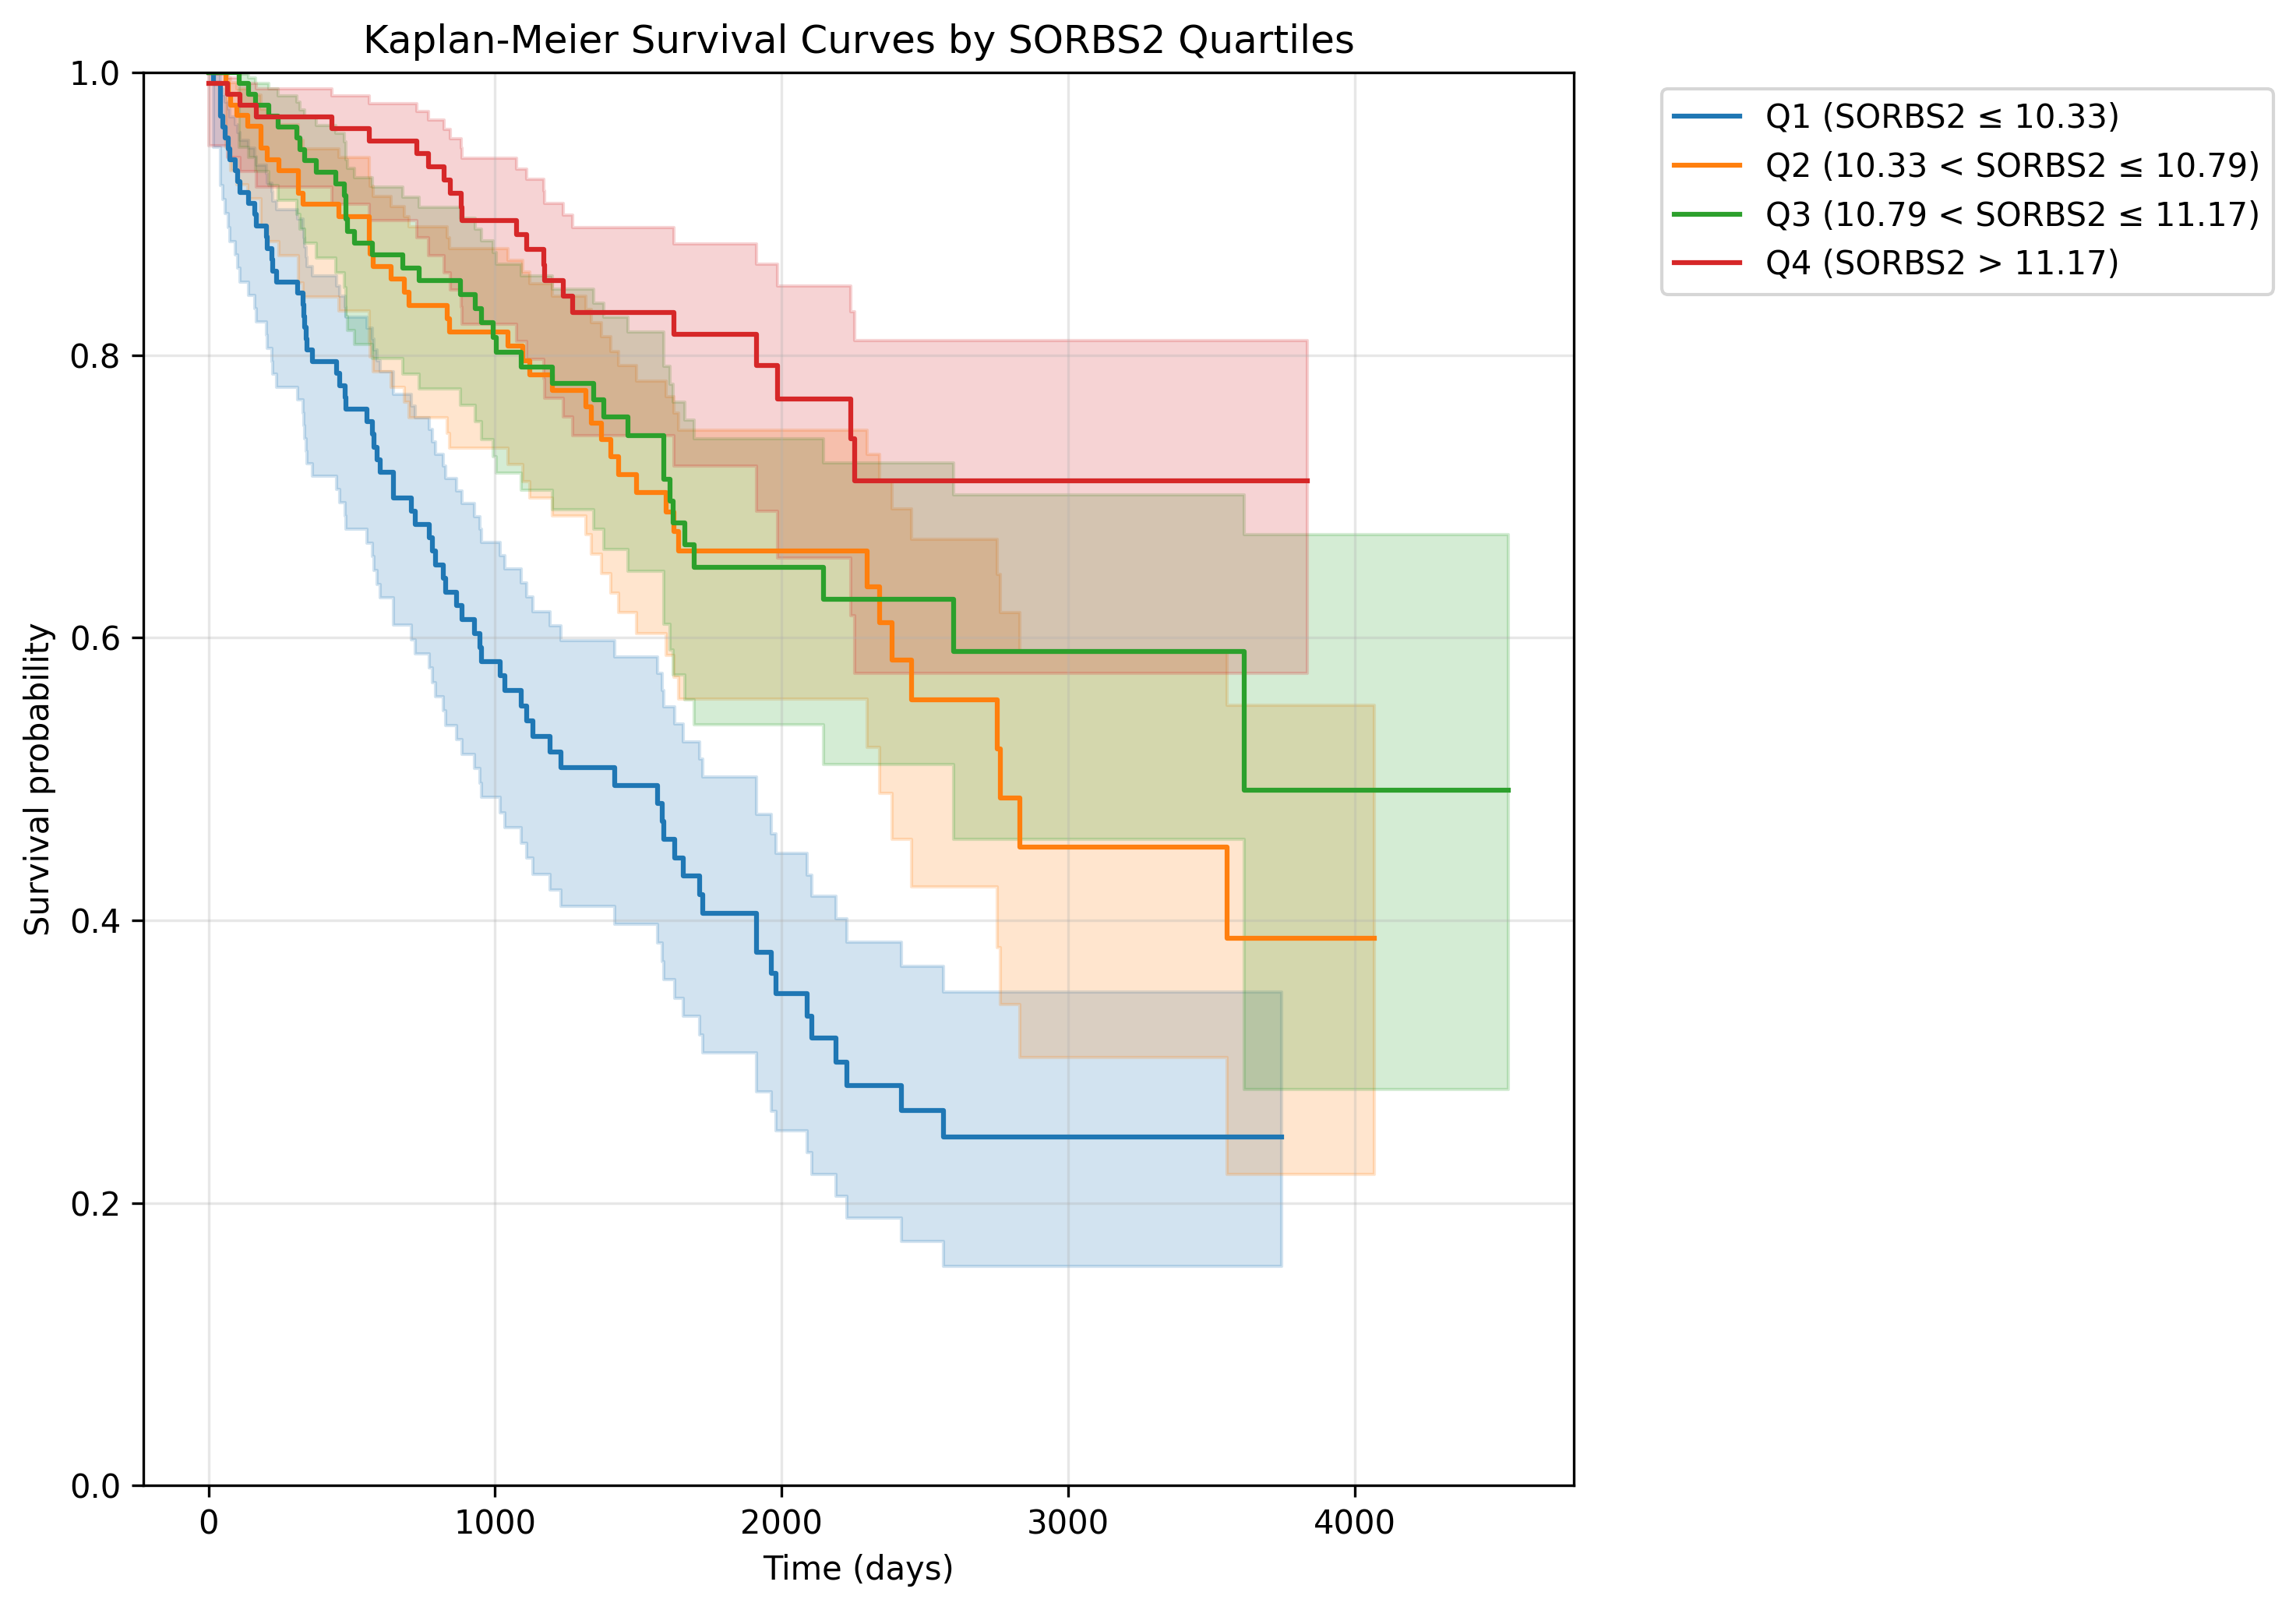 Kaplan-Meier Survival Curves by SORBS2 Quartiles
Survival probability
1.0
0.8
0.6
0.4
0.2
0.0
0 1000 2000 3000 4000
Time (days)
Q1 (SORBS2 ≤ 10.33)
Q2 (10.33 < SORBS2 ≤ 10.79)
Q3 (10.79 < SORBS2 ≤ 11.17)
Q4 (SORBS2 > 11.17)